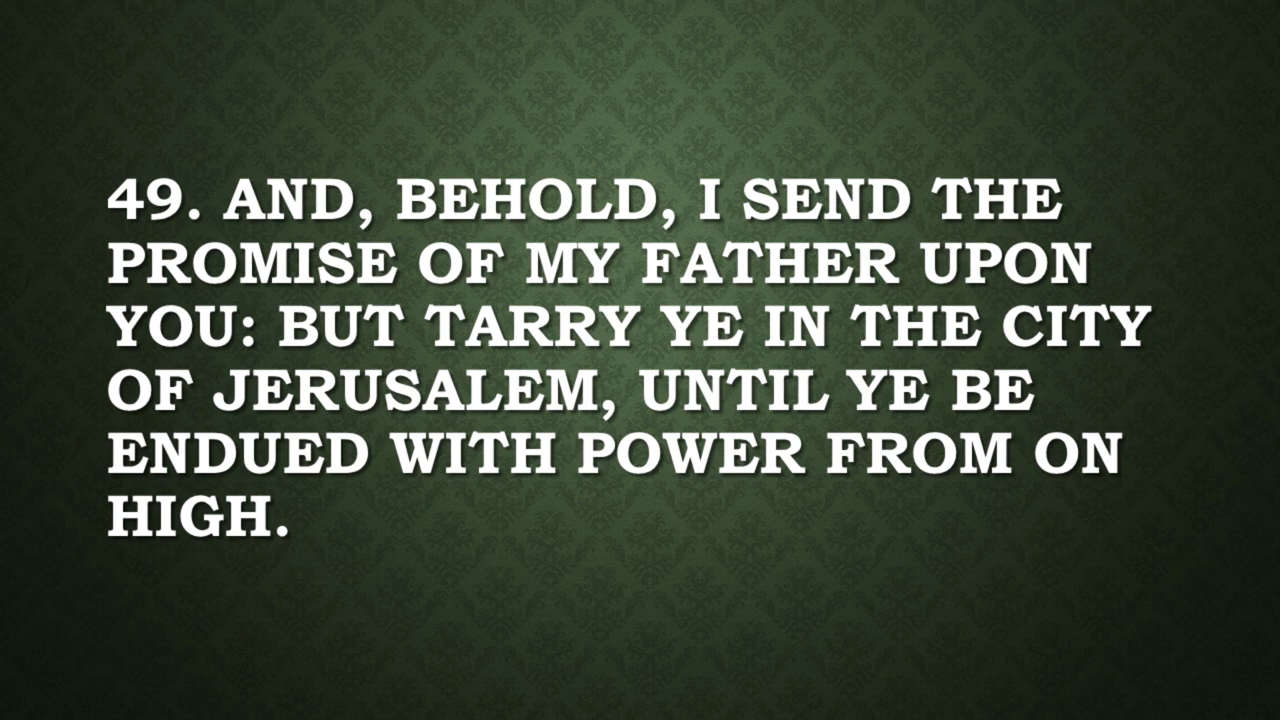 49. AND, BEHOLD, I SEND THE
PROMISE OF MY FATHER UPON
YOU: BUT TARRY YE IN THE CITY
OF JERUSALEM, UNTIL YE BE
ENDUED WITH POWER FROM ON
HIGH.